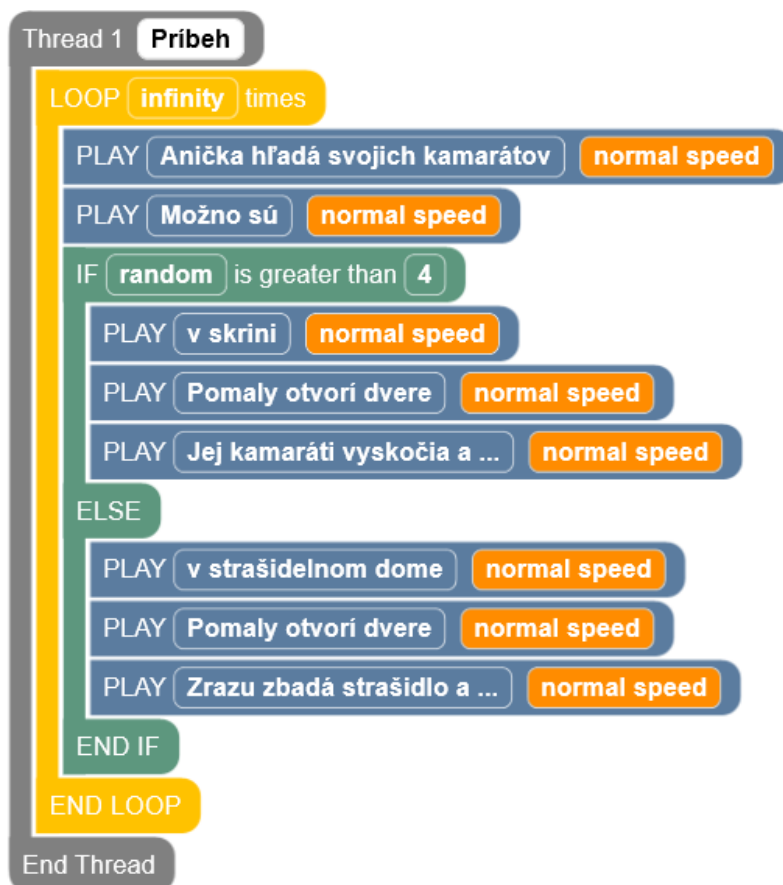 Thread 1 Príbeh
LOOP infinity times
PLAY Anička hľadá svojich kamarátov normal speed
PLAY Možno sú normal speed
IF random is greater than 4
PLAY v skrini normal speed
PLAY Pomaly otvorí dvere normal speed
PLAY Jej kamaráti vyskočia a ... normal speed
ELSE
PLAY v strašidelnom dome normal speed
PLAY Pomaly otvorí dvere normal speed
PLAY Zrazu zbadá strašidlo a ... normal speed
END IF
END LOOP
End Thread